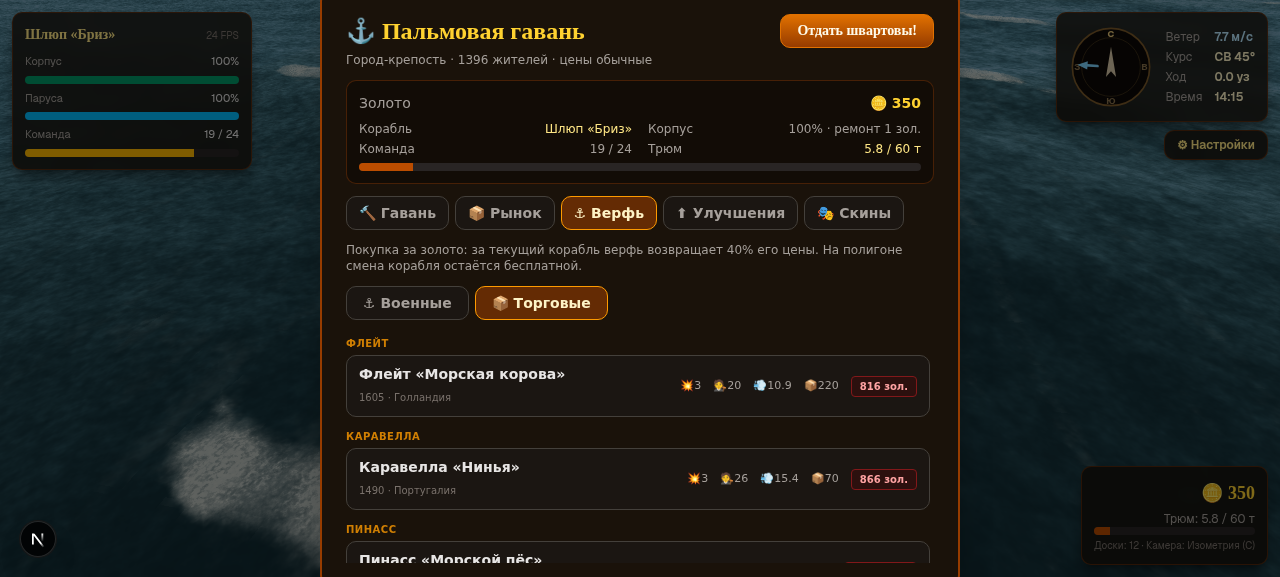 Шлюп «Бриз»
24 FPS
Корпус 100%
Паруса 100%
Команда 19 / 24
⚓ Пальмовая гавань
Отдать швартовы!
Город-крепость · 1396 жителей · цены обычные
Золото 🪙 350
Корабль Шлюп «Бриз» Корпус 100% · ремонт 1 зол.
Команда 19 / 24 Трюм 5.8 / 60 т
🔨 Гавань 📦 Рынок ⚓ Верфь ⬆ Улучшения 🎭 Скины
Покупка за золото: за текущий корабль верфь возвращает 40% его цены. На полигоне
смена корабля остаётся бесплатной.
⚓ Военные 📦 Торговые
ФЛЕЙТ
Флейт «Морская корова»
1605 · Голландия
💥3 🧑‍✈️20 💨10.9 📦220 816 зол.
КАРАВЕЛЛА
Каравелла «Нинья»
1490 · Португалия
💥3 🧑‍✈️26 💨15.4 📦70 866 зол.
ПИНАСС
Пинасс «Морской пёс»
С
З В
Ю
Ветер 7.7 м/с
Курс СВ 45°
Ход 0.0 уз
Время 14:15
⚙ Настройки
🪙 350
Трюм: 5.8 / 60 т
Доски: 12 · Камера: Изометрия (C)
N